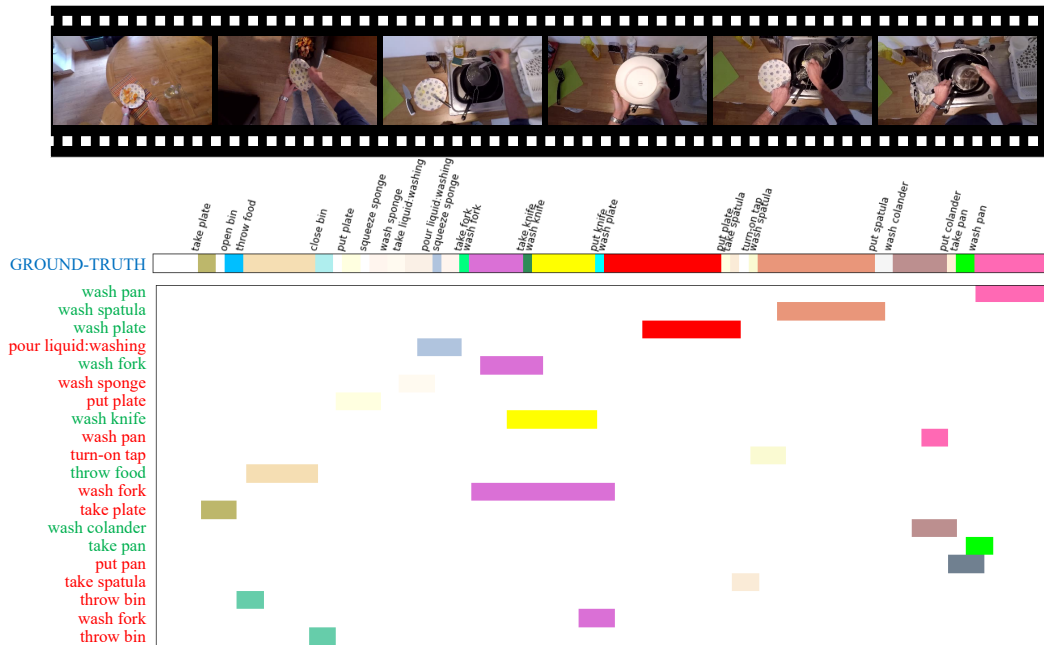 take plate
open bin
throw food
close bin
put plate
squeeze sponge
wash sponge
take liquid:washing
pour liquid:washing
squeeze sponge
take fork
wash fork
take knife
wash knife
put knife
wash plate
put plate
take spatula
turn-on tap
wash spatula
put spatula
wash colander
put colander
take pan
wash pan
GROUND-TRUTH
wash pan
wash spatula
wash plate
pour liquid:washing
wash fork
wash sponge
put plate
wash knife
wash pan
turn-on tap
throw food
wash fork
take plate
wash colander
take pan
put pan
take spatula
throw bin
wash fork
throw bin